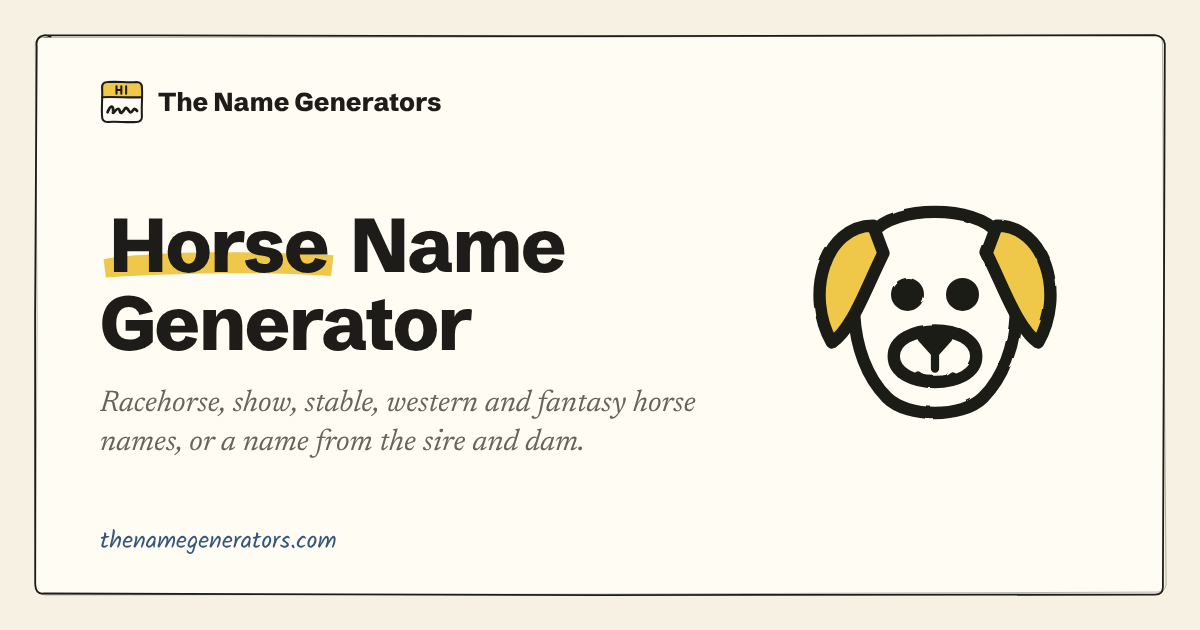 HI
The Name Generators
Horse Name
Generator
Racehorse, show, stable, western and fantasy horse
names, or a name from the sire and dam.
thenamegenerators.com